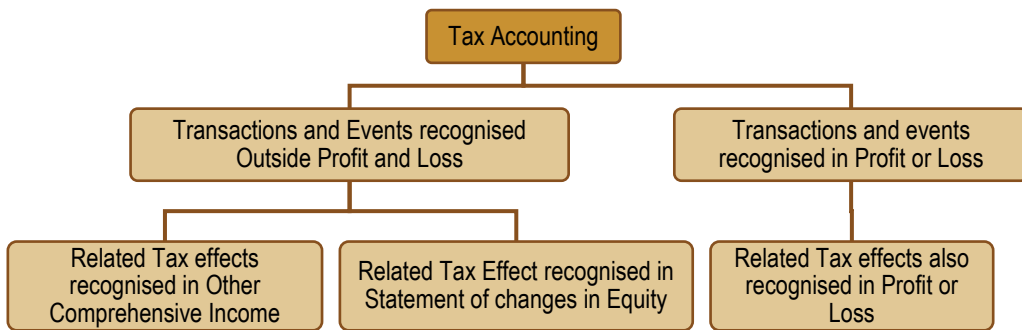 Tax Accounting
Transactions and Events recognised
Outside Profit and Loss
Transactions and events
recognised in Profit or Loss
Related Tax effects
recognised in Other
Comprehensive Income
Related Tax Effect recognised in
Statement of changes in Equity
Related Tax effects also
recognised in Profit or
Loss